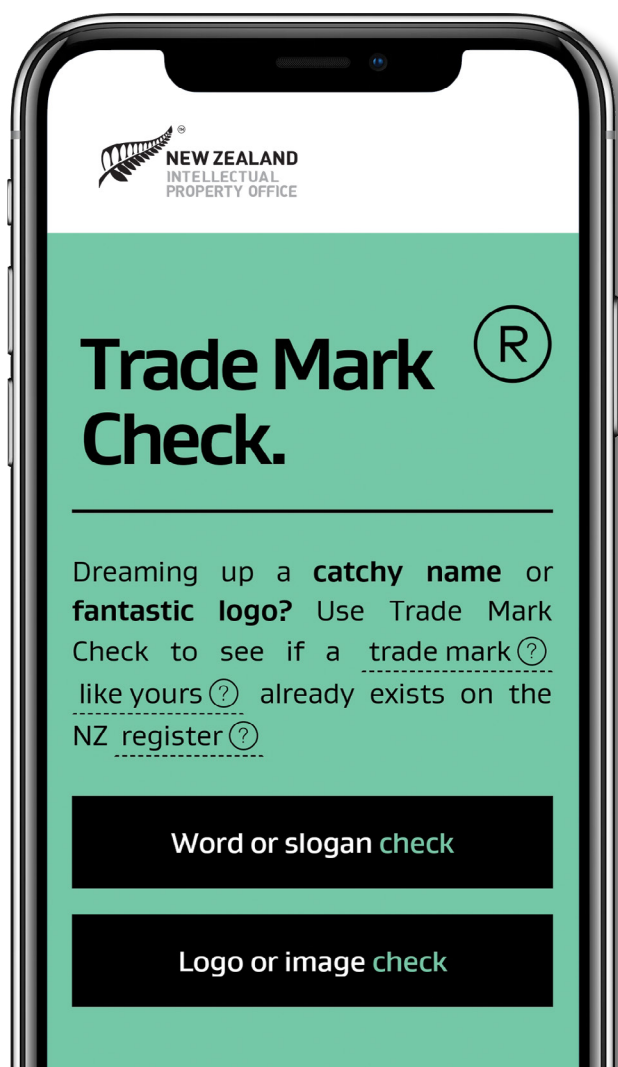 NEW ZEALAND
INTELLECTUAL
PROPERTY OFFICE
Trade Mark ®
Check.
Dreaming up a catchy name or
fantastic logo? Use Trade Mark
Check to see if a trade mark ?
like yours ? already exists on the
NZ register ?
Word or slogan check
Logo or image check